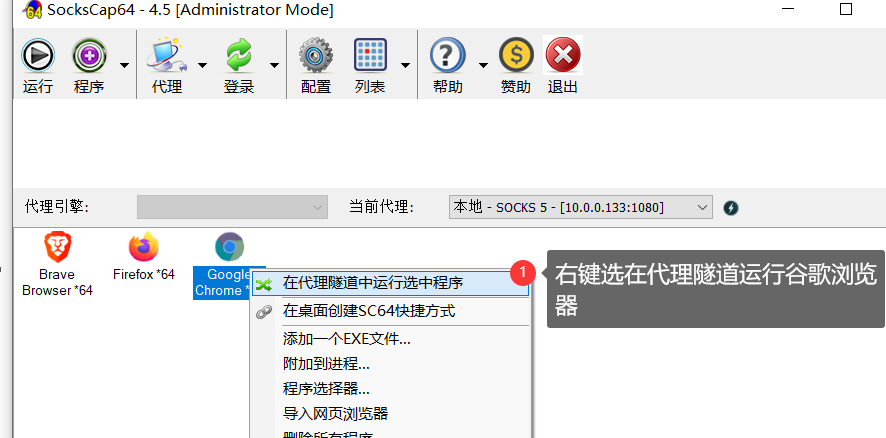 SocksCap64 - 4.5 [Administrator Mode]
运行 程序 代理 登录 配置 列表 帮助 赞助 退出
代理引擎: 当前代理: 本地 - SOCKS 5 - [10.0.0.133:1080]
Brave
Browser *64
Firefox *64
Google
Chrome *
在代理隧道中运行选中程序
1
右键选在代理隧道运行谷歌浏览
器
在桌面创建SC64快捷方式
添加一个EXE文件...
附加到进程...
程序选择器...
导入网页浏览器
删除所有程序